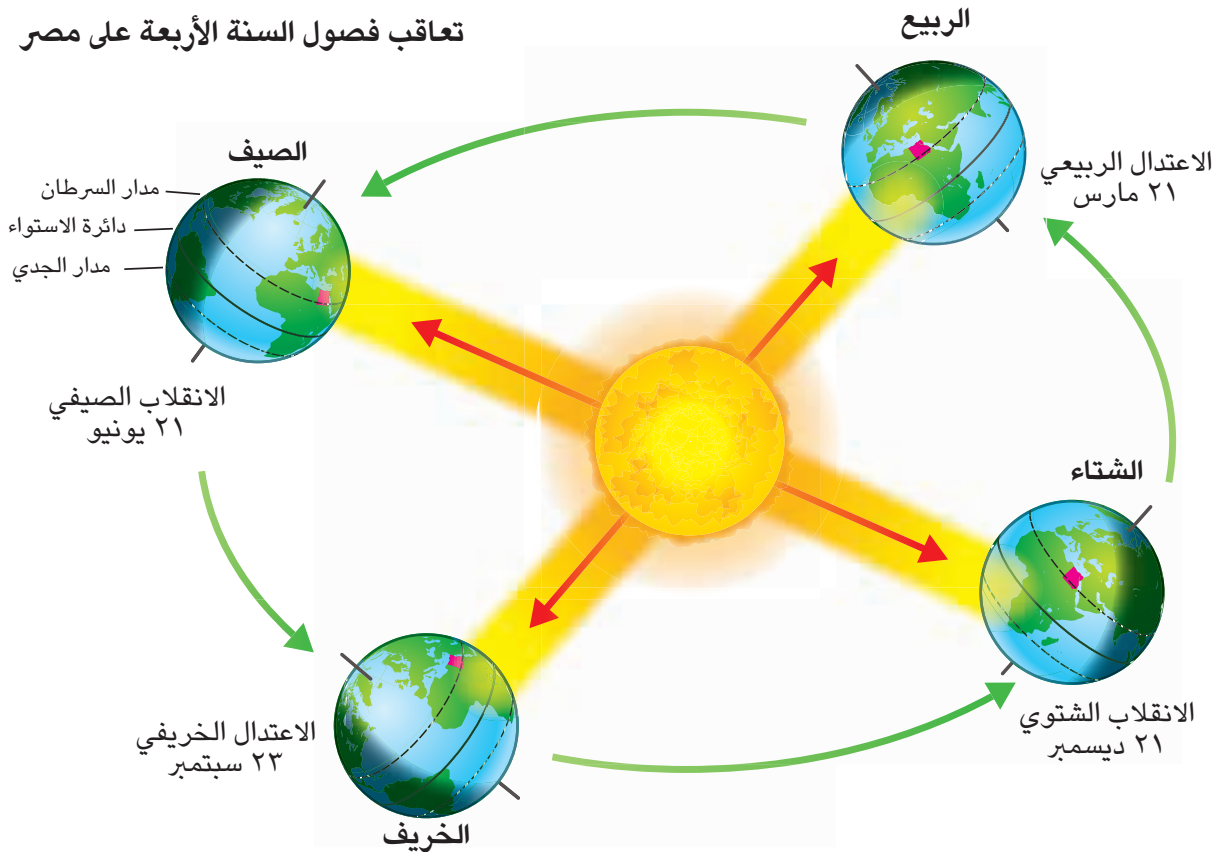 تعاقب فصول السنة الأربعة على مصر
الربيع
الاعتدال الربيعي
٢١ مارس
الصيف
مدار السرطان
دائرة الاستواء
مدار الجدي
الانقلاب الصيفي
٢١ يونيو
الشتاء
الانقلاب الشتوي
٢١ ديسمبر
الاعتدال الخريفي
٢٣ سبتمبر
الخريف